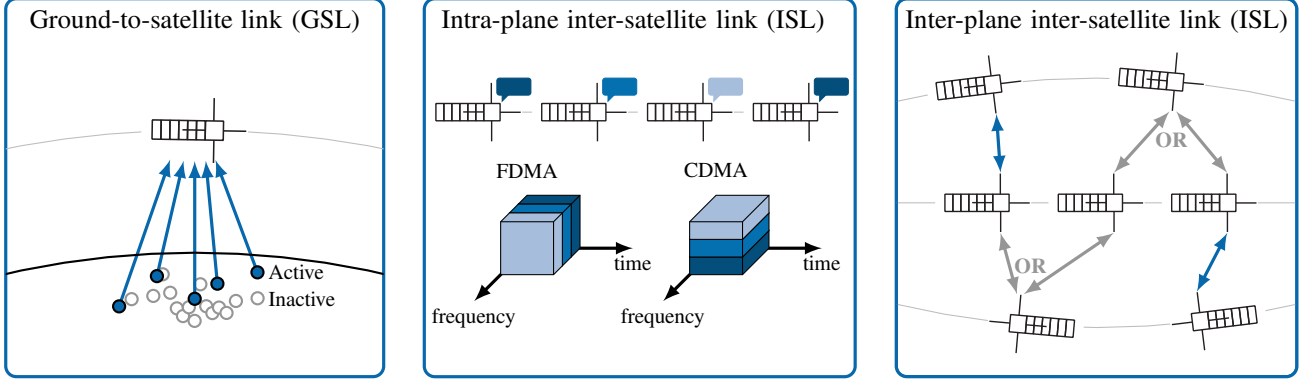 Ground-to-satellite link (GSL)
Active
Inactive
Intra-plane inter-satellite link (ISL)
FDMA
CDMA
time
time
frequency
frequency
Inter-plane inter-satellite link (ISL)
OR
OR